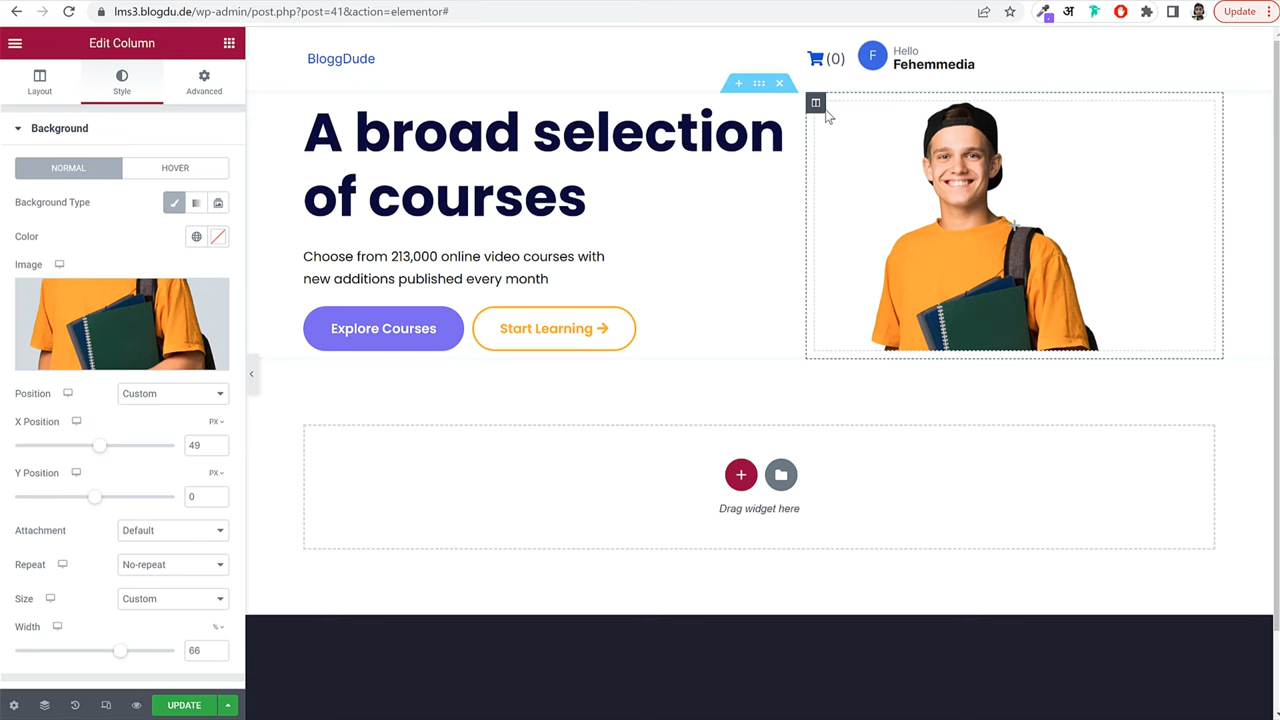 lms3.blogdu.de/wp-admin/post.php?post=41&action=elementor#
अ
Update
Edit Column
Layout
Style
Advanced
Background
NORMAL
HOVER
Background Type
Color
Image
Position
Custom
X Position
PX
49
Y Position
PX
0
Attachment
Default
Repeat
No-repeat
Size
Custom
Width
%
66
UPDATE
BloggDude
(0)
F
Hello
Fehemmedia
A broad selection
of courses
Choose from 213,000 online video courses with
new additions published every month
Explore Courses
Start Learning →
Drag widget here